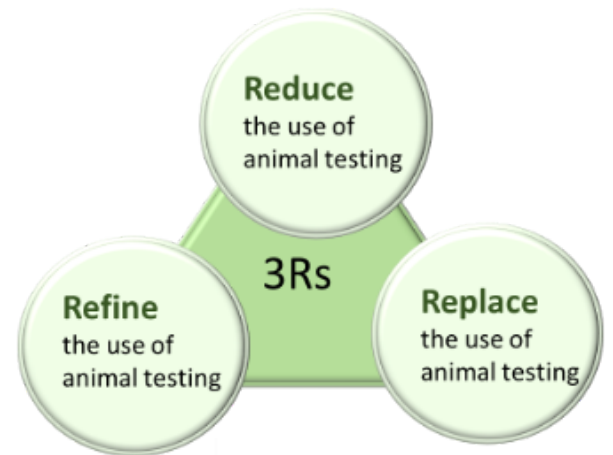 Reduce
the use of
animal testing
3Rs
Refine
the use of
animal testing
Replace
the use of
animal testing